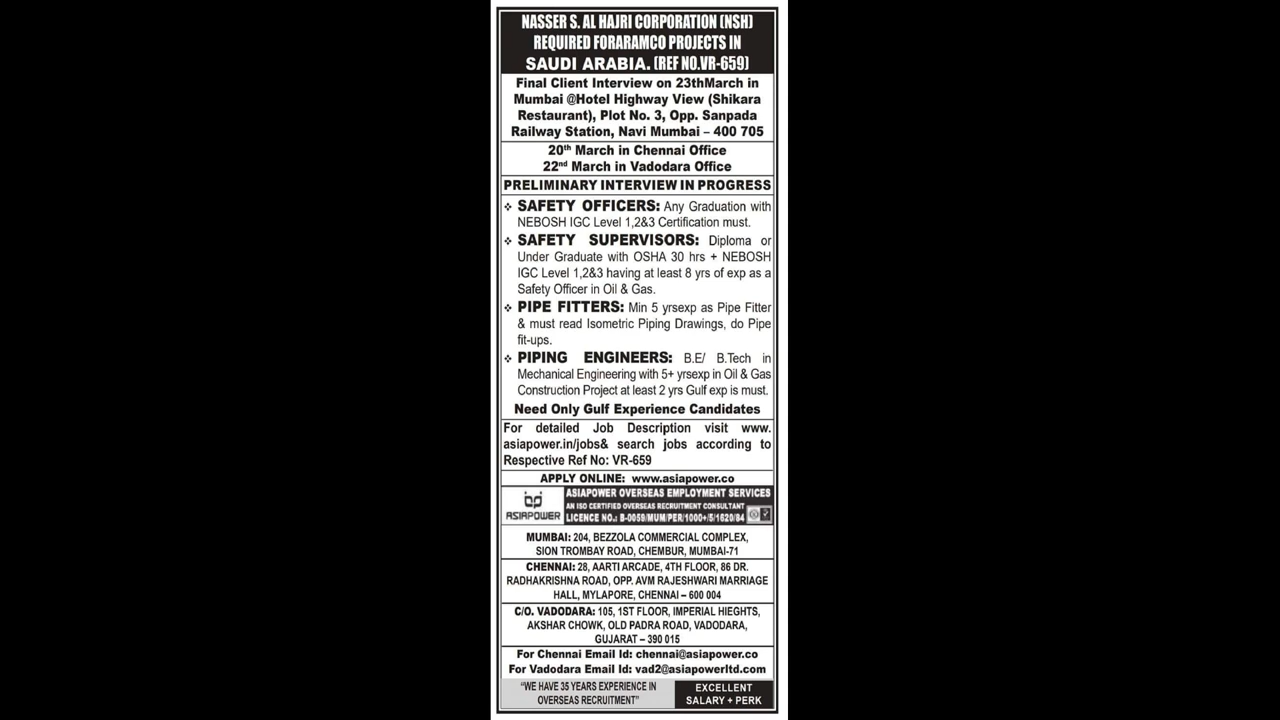 NASSER S. AL HAJRI CORPORATION (NSH)
REQUIRED FORARAMCO PROJECTS IN
SAUDI ARABIA. (REF NO.VR-659)
Final Client Interview on 23thMarch in
Mumbai @Hotel Highway View (Shikara
Restaurant), Plot No. 3, Opp. Sanpada
Railway Station, Navi Mumbai – 400 705
20th March in Chennai Office
22nd March in Vadodara Office
PRELIMINARY INTERVIEW IN PROGRESS
❖ SAFETY OFFICERS: Any Graduation with
NEBOSH IGC Level 1,2&3 Certification must.
❖ SAFETY SUPERVISORS: Diploma or
Under Graduate with OSHA 30 hrs + NEBOSH
IGC Level 1,2&3 having at least 8 yrs of exp as a
Safety Officer in Oil & Gas.
❖ PIPE FITTERS: Min 5 yrsexp as Pipe Fitter
& must read Isometric Piping Drawings, do Pipe
fit-ups.
❖ PIPING ENGINEERS: B.E/ B.Tech in
Mechanical Engineering with 5+ yrsexp in Oil & Gas
Construction Project at least 2 yrs Gulf exp is must.
Need Only Gulf Experience Candidates
For detailed Job Description visit www.
asiapower.in/jobs& search jobs according to
Respective Ref No: VR-659
APPLY ONLINE: www.asiapower.co
ASIAPOWER
ASIAPOWER OVERSEAS EMPLOYMENT SERVICES
AN ISO CERTIFIED OVERSEAS RECRUITMENT CONSULTANT
LICENCE NO.: B-0059/MUM/PER/1000+/5/1620/84
MUMBAI: 204, BEZZOLA COMMERCIAL COMPLEX,
SION TROMBAY ROAD, CHEMBUR, MUMBAI-71
CHENNAI: 28, AARTI ARCADE, 4TH FLOOR, 86 DR.
RADHAKRISHNA ROAD, OPP. AVM RAJESHWARI MARRIAGE
HALL, MYLAPORE, CHENNAI – 600 004
C/O. VADODARA: 105, 1ST FLOOR, IMPERIAL HIEGHTS,
AKSHAR CHOWK, OLD PADRA ROAD, VADODARA,
GUJARAT – 390 015
For Chennai Email Id: chennai@asiapower.co
For Vadodara Email Id: vad2@asiapowerltd.com
"WE HAVE 35 YEARS EXPERIENCE IN
OVERSEAS RECRUITMENT"
EXCELLENT
SALARY + PERK